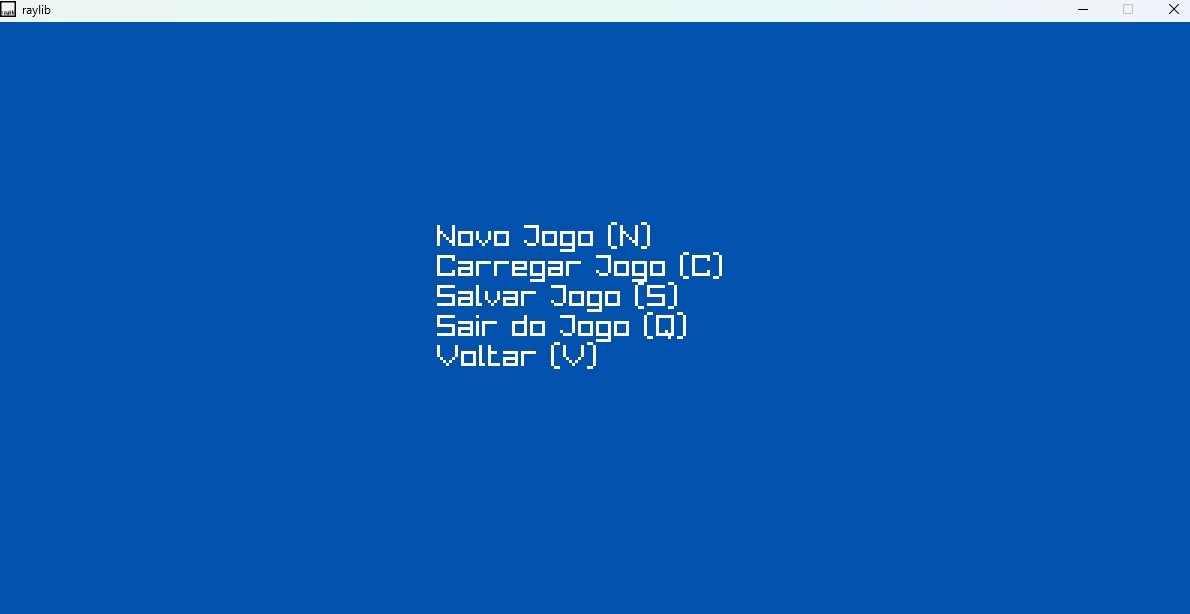 raylib
Novo Jogo (N)
Carregar Jogo (C)
Salvar Jogo (S)
Sair do Jogo (Q)
Voltar (V)